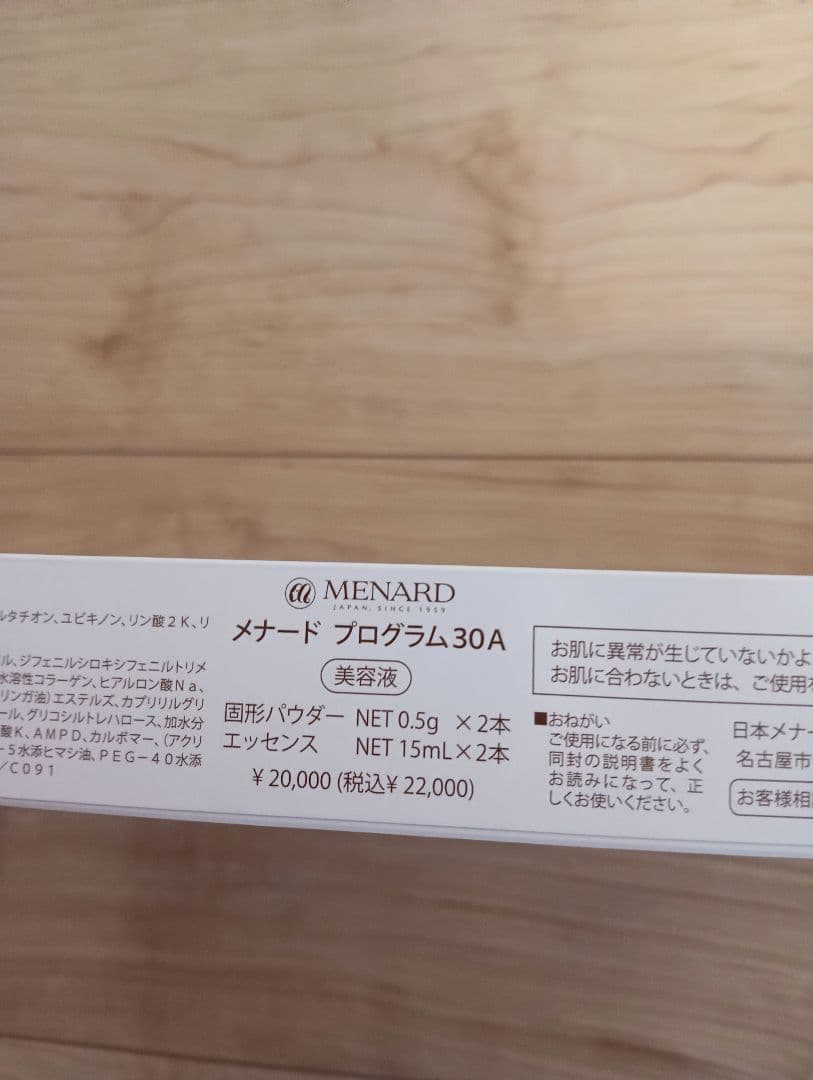 ルタチオン、ユビキノン、リン酸2K、リ
ル、ジフェニルシロキシフェニルトリメ
水溶性コラーゲン、ヒアルロン酸Na、
リンガ油)エステルズ、カプリリルグリ
ール、グリコシルトレハロース、加水分
酸K、AMPD、カルボマー、(アクリ
−5水添ヒマシ油、PEG−40水添
/C091
MENARD
JAPAN, SINCE 1959
メナード プログラム30A
美容液
固形パウダー NET 0.5g ×2本
エッセンス NET 15mL×2本
¥20,000 (税込¥22,000)
お肌に異常が生じていないかよ
お肌に合わないときは、ご使用を
■おねがい
ご使用になる前に必ず、
同封の説明書をよく
お読みになって、正
しくお使いください。
日本メナー
名古屋市
お客様相談